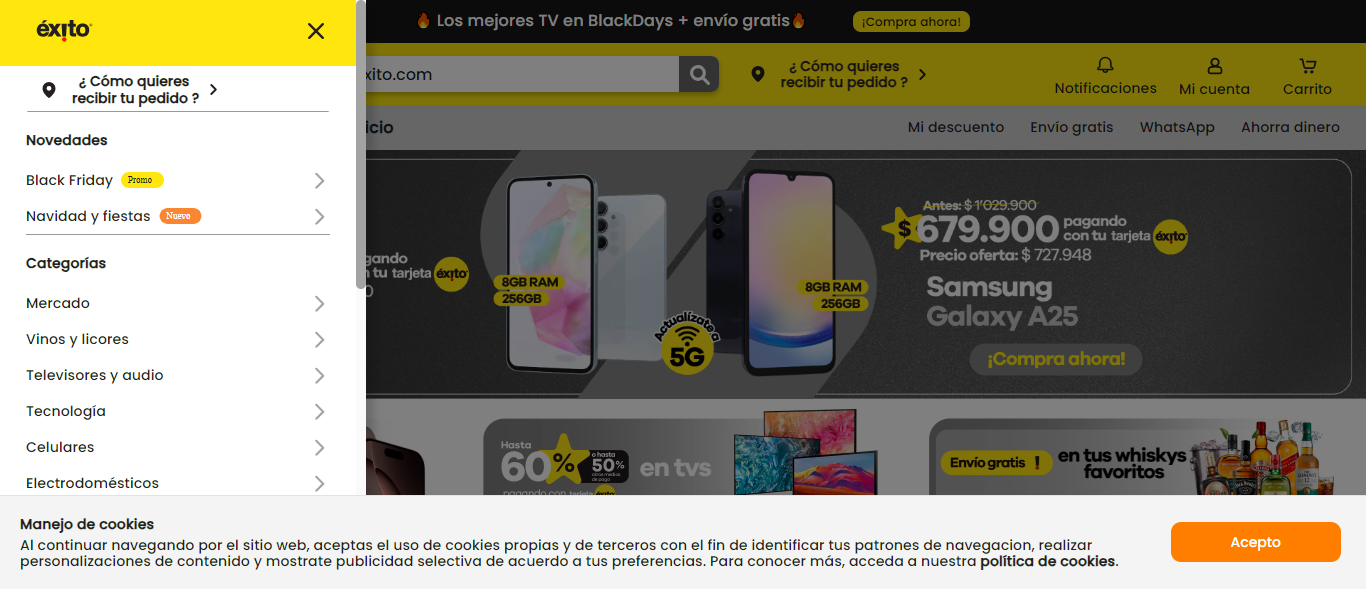 🔥 Los mejores TV en BlackDays + envío gratis🔥
¡Compra ahora!
éxito
¿ Cómo quieres
recibir tu pedido ?
Novedades
Black Friday Promo
Navidad y fiestas Nuevo
Categorías
Mercado
Vinos y licores
Televisores y audio
Tecnología
Celulares
Electrodomésticos
xito.com
¿ Cómo quieres
recibir tu pedido ?
Notificaciones
Mi cuenta
Carrito
icio
Mi descuento
Envío gratis
WhatsApp
Ahorra dinero
gando
n tu tarjeta éxito
0
8GB RAM
256GB
Actualízate a
5G
8GB RAM
256GB
Antes: $ 1'029.900
$679.900 pagando
con tu tarjeta éxito
Precio oferta: $ 727.948
Samsung
Galaxy A25
¡Compra ahora!
Hasta
60%
o hasta
50%
otros medios
de pago
en tvs
pagando con tarjeta éxito
Envío gratis !
en tus whiskys
favoritos
Manejo de cookies
Al continuar navegando por el sitio web, aceptas el uso de cookies propias y de terceros con el fin de identificar tus patrones de navegacion, realizar
personalizaciones de contenido y mostrate publicidad selectiva de acuerdo a tus preferencias. Para conocer más, acceda a nuestra política de cookies.
Acepto